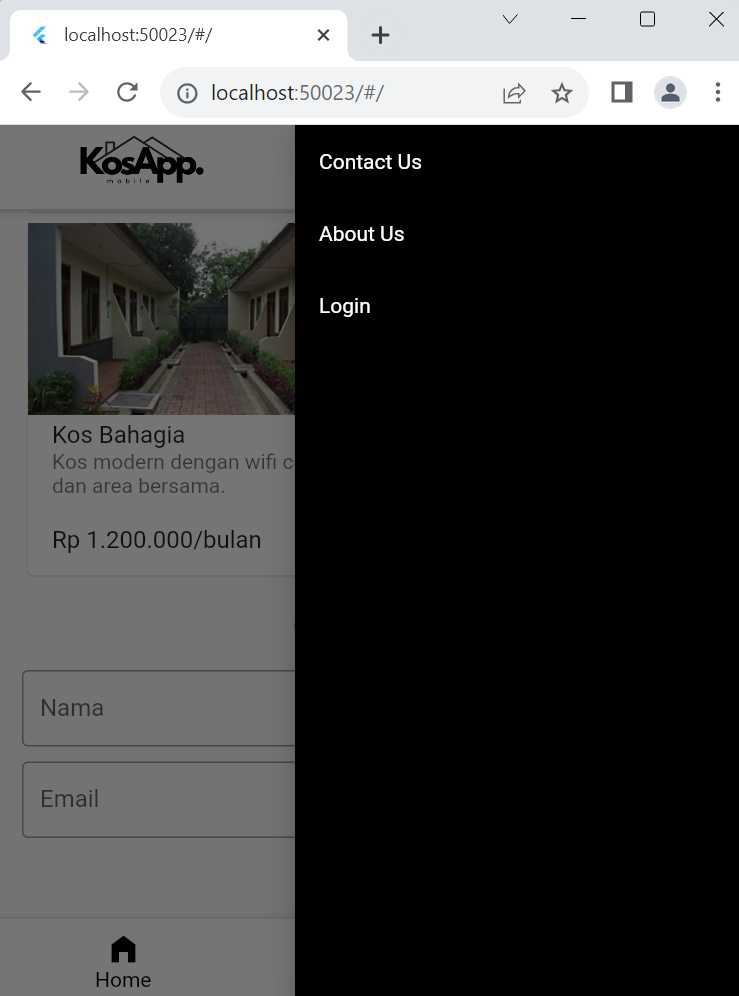 localhost:50023/#/
localhost:50023/#/
KosApp.
mobile
Contact Us
About Us
Login
Kos Bahagia
Kos modern dengan wifi
dan area bersama.
Rp 1.200.000/bulan
Nama
Email
Home